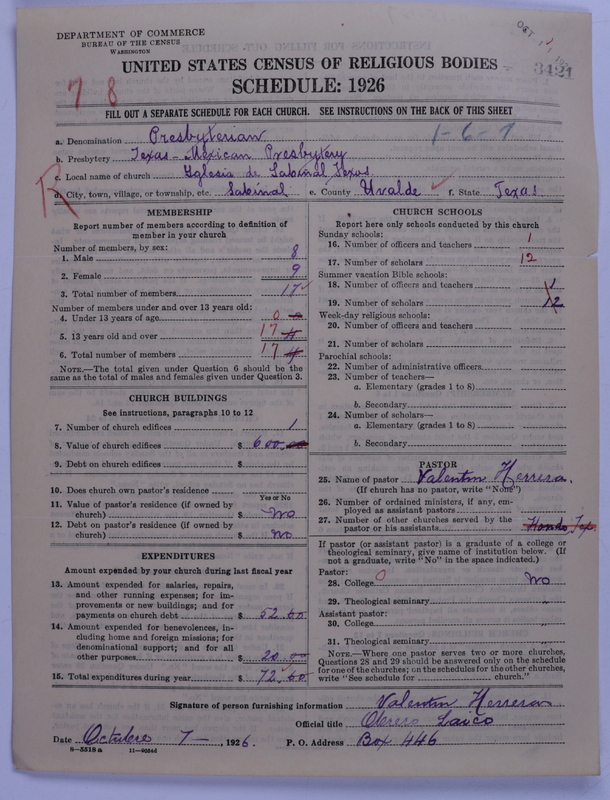 DEPARTMENT OF COMMERCE
BUREAU OF THE CENSUS
WASHINGTON
OCT
3421
UNITED STATES CENSUS OF RELIGIOUS BODIES
SCHEDULE: 1926
7 8
FILL OUT A SEPARATE SCHEDULE FOR EACH CHURCH. SEE INSTRUCTIONS ON THE BACK OF THIS SHEET
a. Denomination Presbyterian
b. Presbytery Texas-Mexican Presbytery
c. Local name of church Yglesia de Sabinal Texas
d. City, town, village, or township, etc. Sabinal e. County Uvalde f. State Texas
R
MEMBERSHIP
Report number of members according to definition of
member in your church
Number of members, by sex:
1. Male 8
2. Female 9
3. Total number of members 17
Number of members under and over 13 years old:
4. Under 13 years of age 0
5. 13 years old and over 17
6. Total number of members 17
NOTE.—The total given under Question 6 should be
same as the total of males and females given under Question 3.
CHURCH BUILDINGS
See instructions, paragraphs 10 to 12
7. Number of church edifices 1
8. Value of church edifices $ 600.00
9. Debt on church edifices $
10. Does church own pastor's residence
Yes or No
11. Value of pastor's residence (if owned by
church) $ No
12. Debt on pastor's residence (if owned by
church) $ No
EXPENDITURES
Amount expended by your church during last fiscal year
13. Amount expended for salaries, repairs,
and other running expenses; for im-
provements or new buildings; and for
payments on church debt $ 52.60
14. Amount expended for benevolences, in-
cluding home and foreign missions; for
denominational support; and for all
other purposes $ 20.00
15. Total expenditures during year $ 72.60
CHURCH SCHOOLS
Report here only schools conducted by this church
Sunday schools:
16. Number of officers and teachers 1
17. Number of scholars 12
Summer vacation Bible schools:
18. Number of officers and teachers 1
19. Number of scholars 12
Week-day religious schools:
20. Number of officers and teachers
21. Number of scholars
Parochial schools:
22. Number of administrative officers
23. Number of teachers—
a. Elementary (grades 1 to 8)
b. Secondary
24. Number of scholars—
a. Elementary (grades 1 to 8)
b. Secondary
PASTOR
25. Name of pastor Valentin Herrera.
(If church has no pastor, write "None")
26. Number of ordained ministers, if any, em-
ployed as assistant pastors
27. Number of other churches served by the
pastor or his assistants Hondo, Tex
If pastor (or assistant pastor) is a graduate of a college or
theological seminary, give name of institution below. (If
not a graduate, write "No" in the space indicated.)
Pastor:
28. College 0 No
29. Theological seminary "
Assistant pastor:
30. College
31. Theological seminary
NOTE.—Where one pastor serves two or more churches,
Questions 28 and 29 should be answered only on the schedule
for one of the churches; on the schedules for the other churches,
write "See schedule for church."
Signature of person furnishing information Valentin Herrera
Official title Obrero Laico
Date Octubre 7—, 1926. P. O. Address Box 446
8—5518 a